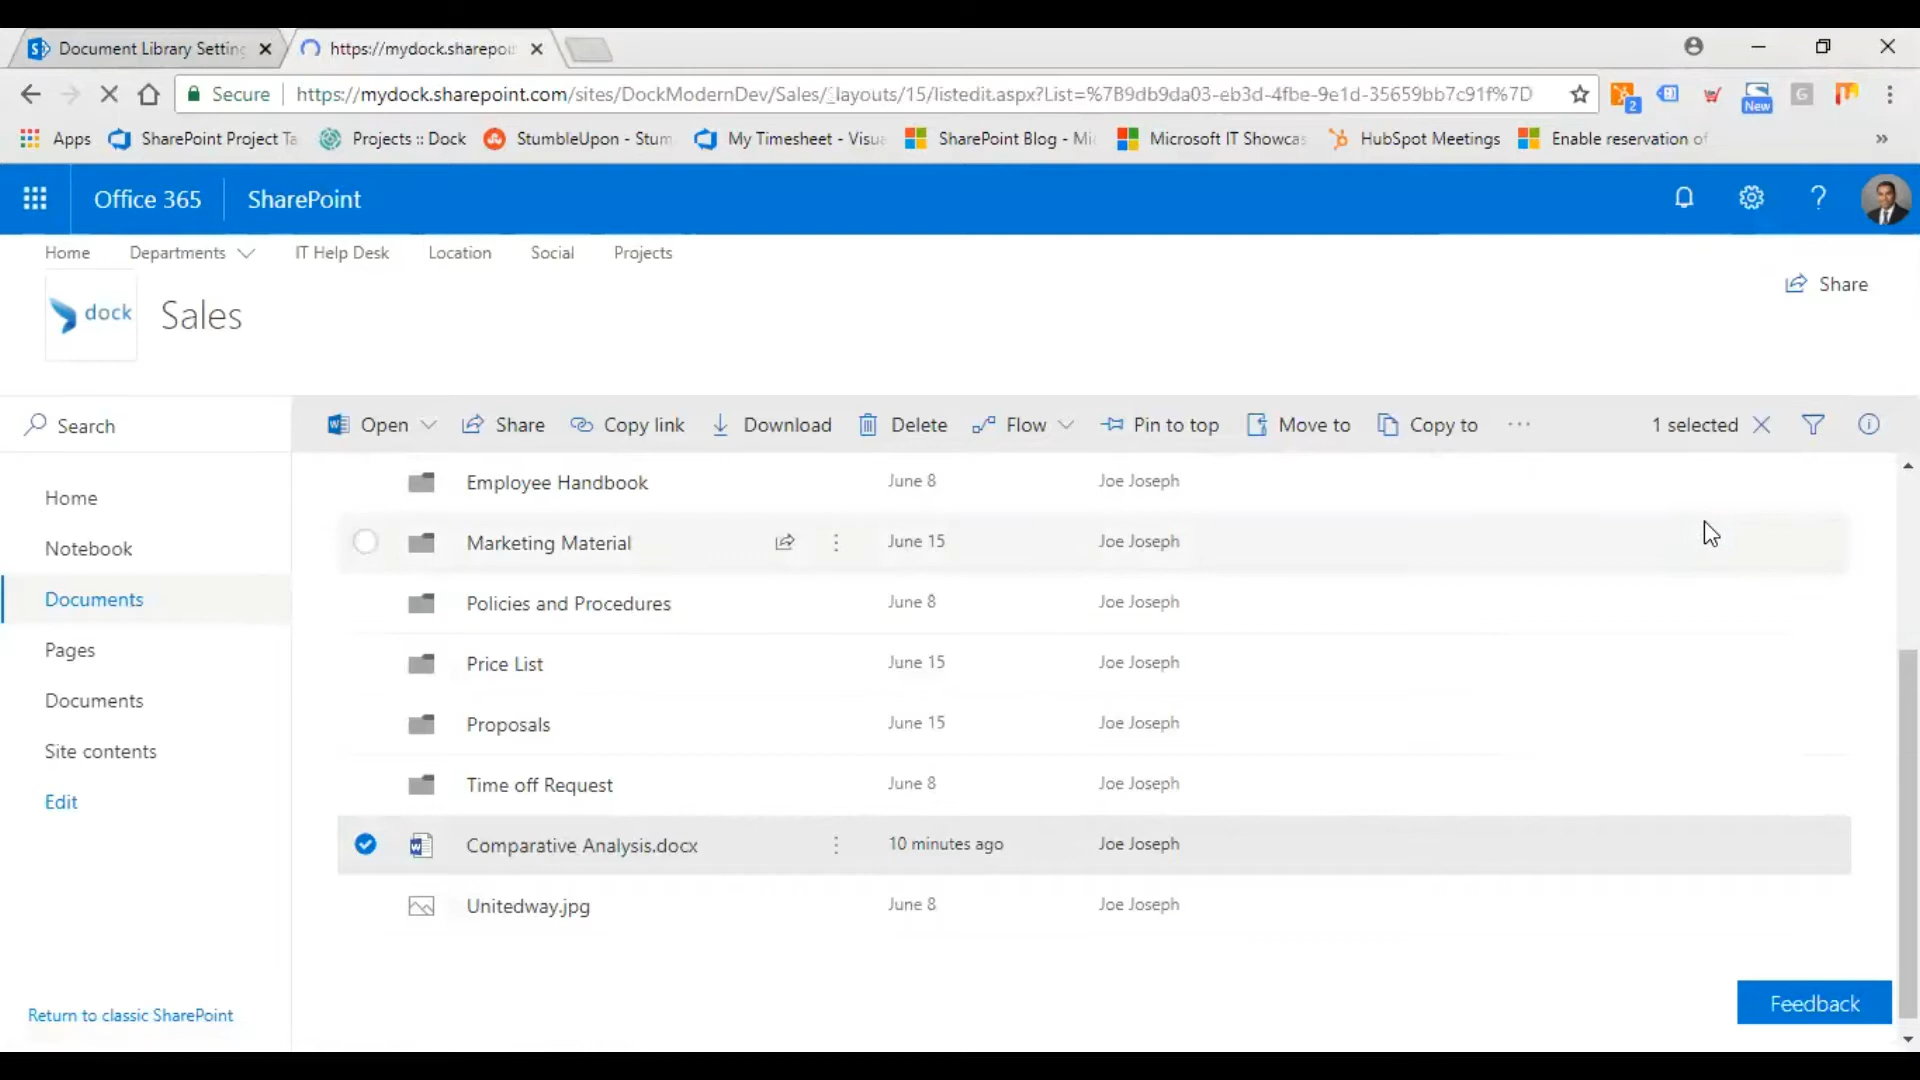 Document Library Setting
https://mydock.sharepoi
Secure https://mydock.sharepoint.com/sites/DockModernDev/Sales/_layouts/15/listedit.aspx?List=%7B9db9da03-eb3d-4fbe-9e1d-35659bb7c91f%7D
2 New G
Apps SharePoint Project Ta Projects :: Dock StumbleUpon - Stum My Timesheet - Visua SharePoint Blog - Mi Microsoft IT Showcas HubSpot Meetings Enable reservation of »
Office 365 SharePoint ?
Home Departments IT Help Desk Location Social Projects
Share
dock Sales
Search
Open Share Copy link Download Delete Flow Pin to top Move to Copy to ... 1 selected
Home
Notebook
Documents
Pages
Documents
Site contents
Edit
Return to classic SharePoint
Employee Handbook June 8 Joe Joseph
Marketing Material June 15 Joe Joseph
Policies and Procedures June 8 Joe Joseph
Price List June 15 Joe Joseph
Proposals June 15 Joe Joseph
Time off Request June 8 Joe Joseph
Comparative Analysis.docx 10 minutes ago Joe Joseph
Unitedway.jpg June 8 Joe Joseph
Feedback